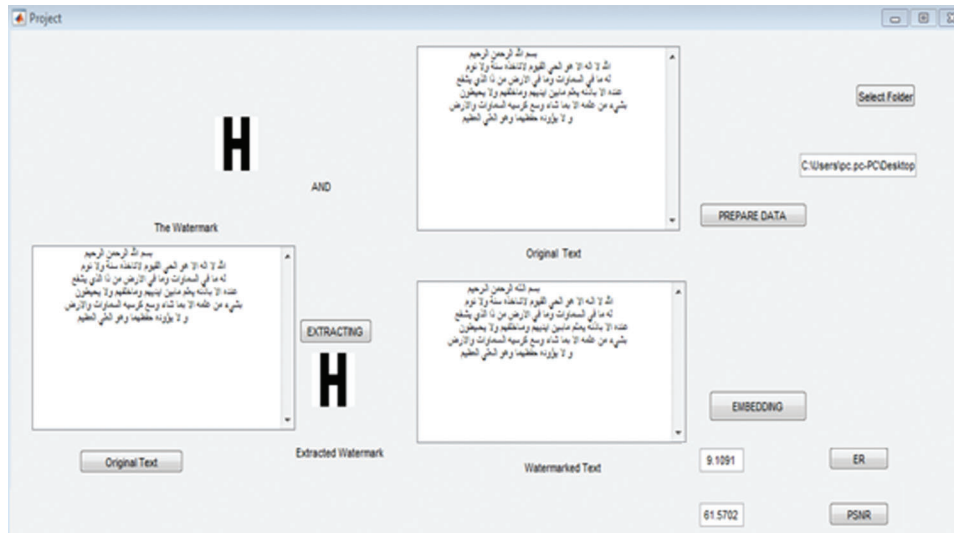 Project
بسم الله الرحمن الرحيم
الله لا اله الا هو الحي القيوم لاتاخذه سنة ولا نوم
له ما في السماوات وما في الارض من ذا الذي يشفع
عنده الا باذنه يعلم مابين ايديهم وماخلفهم ولا يحيطون
بشيء من علمه الا بما شاء وسع كرسيه السماوات والارض
و لا يؤوده حفظهما وهو العلي العظيم
Select Folder
H
AND
C:\Users\pc.pc-PC\Desktop
PREPARE DATA
The Watermark
Original Text
بسم الله الرحمن الرحيم
الله لا اله الا هو الحي القيوم لاتاخذه سنة ولا نوم
له ما في السماوات وما في الارض من ذا الذي يشفع
عنده الا باذنه يعلم مابين ايديهم وماخلفهم ولا يحيطون
بشيء من علمه الا بما شاء وسع كرسيه السماوات والارض
و لا يؤوده حفظهما وهو العلي العظيم
EXTRACTING
H
Extracted Watermark
Original Text
بسم الله الرحمن الرحيم
الله لا اله الا هو الحي القيوم لاتاخذه سنة ولا نوم
له ما في السماوات وما في الارض من ذا الذي يشفع
عنده الا باذنه يعلم مابين ايديهم وماخلفهم ولا يحيطون
بشيء من علمه الا بما شاء وسع كرسيه السماوات والارض
و لا يؤوده حفظهما وهو العلي العظيم
EMBEDDING
Watermarked Text
9.1091
ER
61.5702
PSNR